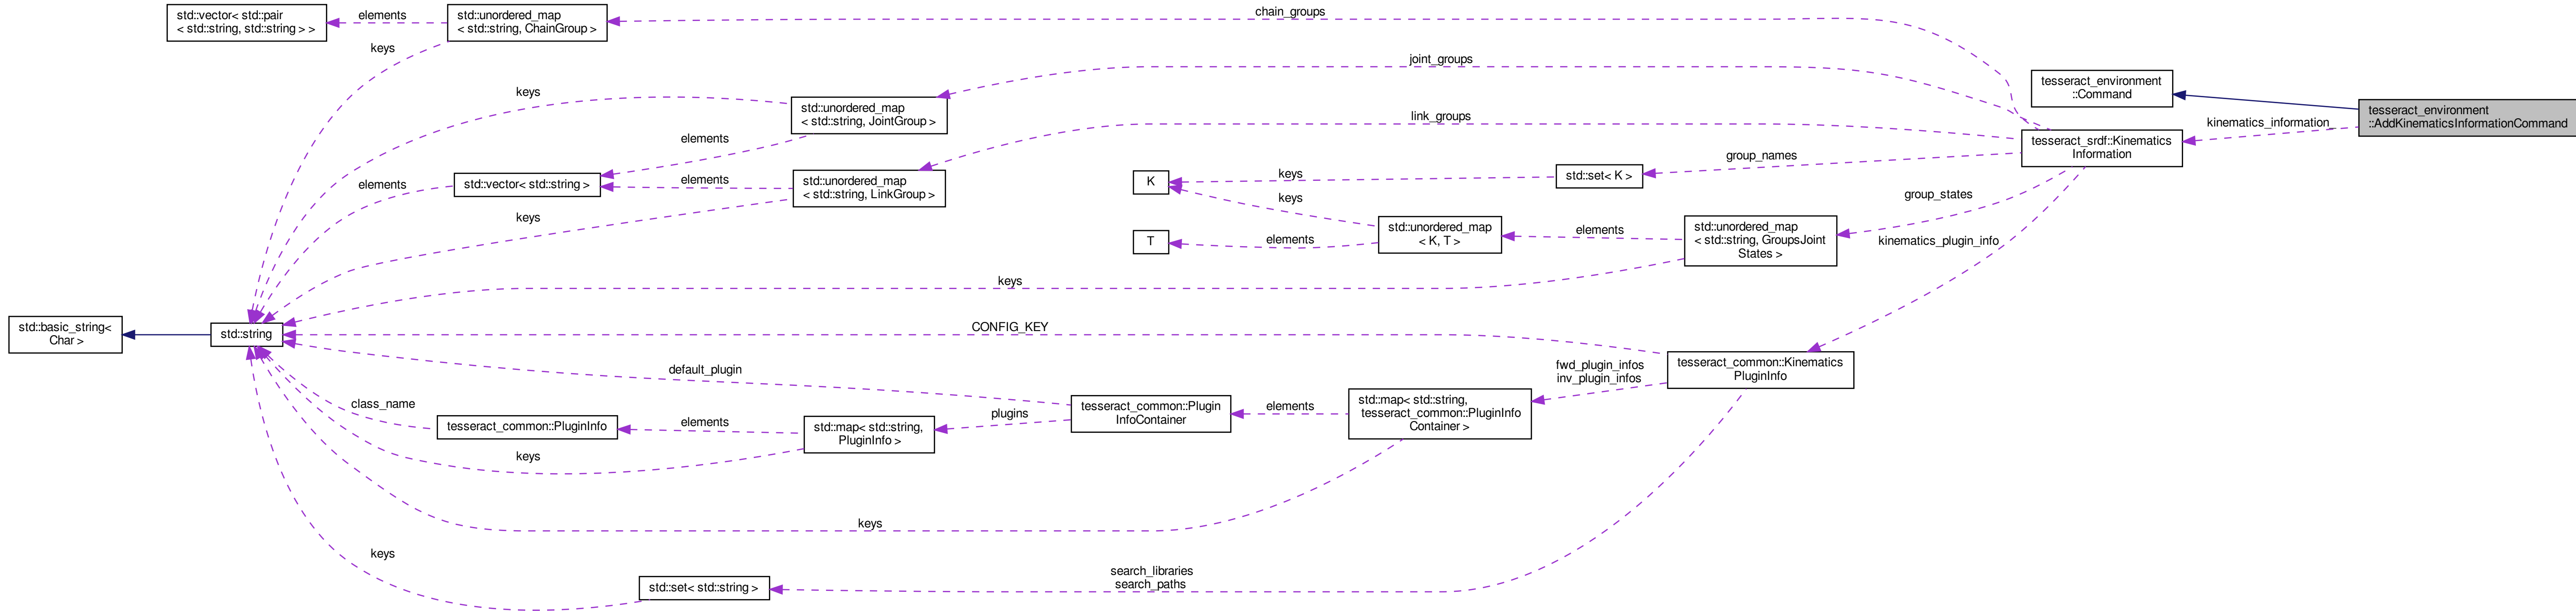 std::vector< std::pair
< std::string, std::string > >
elements
std::unordered_map
< std::string, ChainGroup >
chain_groups
keys
joint_groups
tesseract_environment
::Command
keys
std::unordered_map
< std::string, JointGroup >
tesseract_environment
::AddKinematicsInformationCommand
link_groups
kinematics_information_
elements
tesseract_srdf::Kinematics
Information
group_names
std::vector< std::string >
elements
elements
std::unordered_map
< std::string, LinkGroup >
K
keys
std::set< K >
keys
group_states
keys
std::unordered_map
< K, T >
elements
std::unordered_map
< std::string, GroupsJoint
States >
T
elements
kinematics_plugin_info
keys
std::basic_string<
Char >
std::string
CONFIG_KEY
tesseract_common::Kinematics
PluginInfo
default_plugin
fwd_plugin_infos
inv_plugin_infos
class_name
tesseract_common::PluginInfo
elements
std::map< std::string,
PluginInfo >
plugins
tesseract_common::Plugin
InfoContainer
elements
std::map< std::string,
tesseract_common::PluginInfo
Container >
keys
keys
keys
std::set< std::string >
search_libraries
search_paths